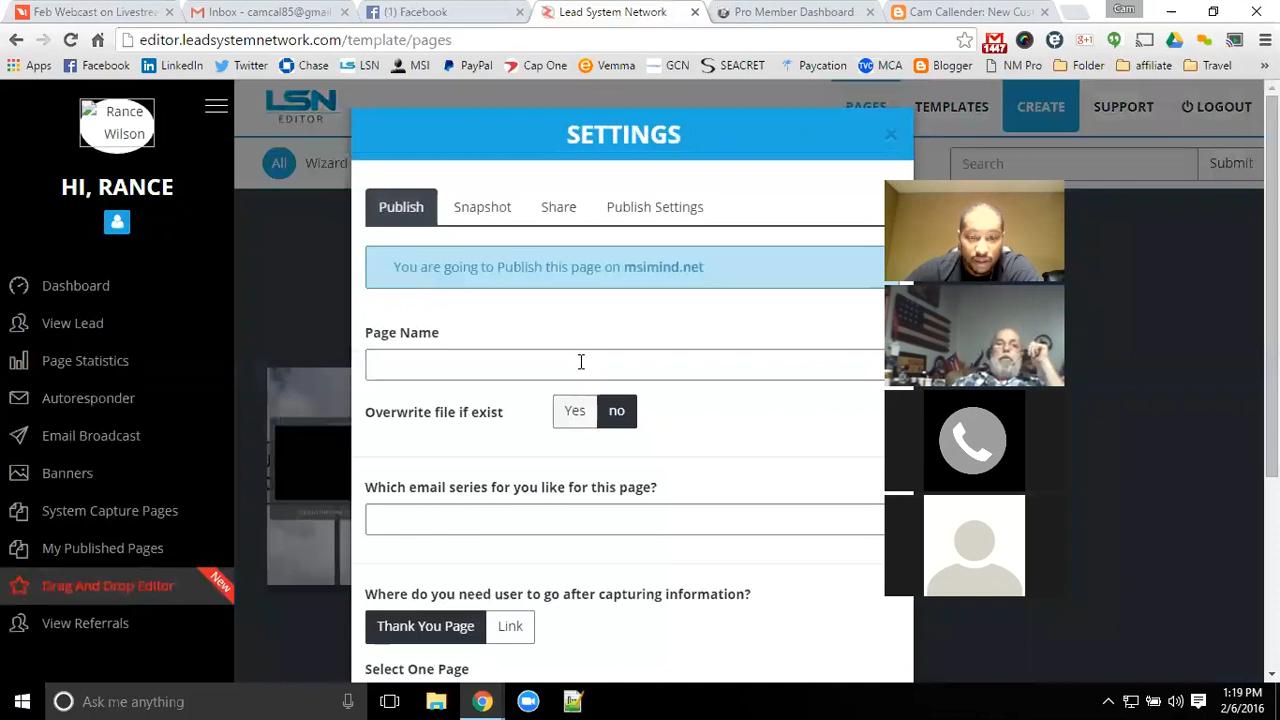 Feb Webcast on Livestre
Inbox - camcal85@gmail
(1) Facebook
Lead System Network
Pro Member Dashboard
Cam Callender: New Cust
Cam
editor.leadsystemnetwork.com/template/pages
1447
Apps
Facebook
LinkedIn
Chase
LSN
MSI
PayPal
Cap One
Vemma
GCN
SEACRET
Paycation
TVC
MCA
Blogger
NM Pro
Folder
affiliate
Travel
Rance
Wilson
HI, RANCE
LSN
EDITOR
PAGES
TEMPLATES
CREATE
SUPPORT
LOGOUT
All
Wizard
Search
Submit
Dashboard
View Lead
Page Statistics
Autoresponder
Email Broadcast
Banners
System Capture Pages
My Published Pages
Drag And Drop Editor
New
View Referrals
SETTINGS
×
Publish
Snapshot
Share
Publish Settings
You are going to Publish this page on msimind.net
Page Name
Overwrite file if exist
Yes
no
Which email series for you like for this page?
Where do you need user to go after capturing information?
Thank You Page
Link
Select One Page
Ask me anything
1:19 PM
2/6/2016